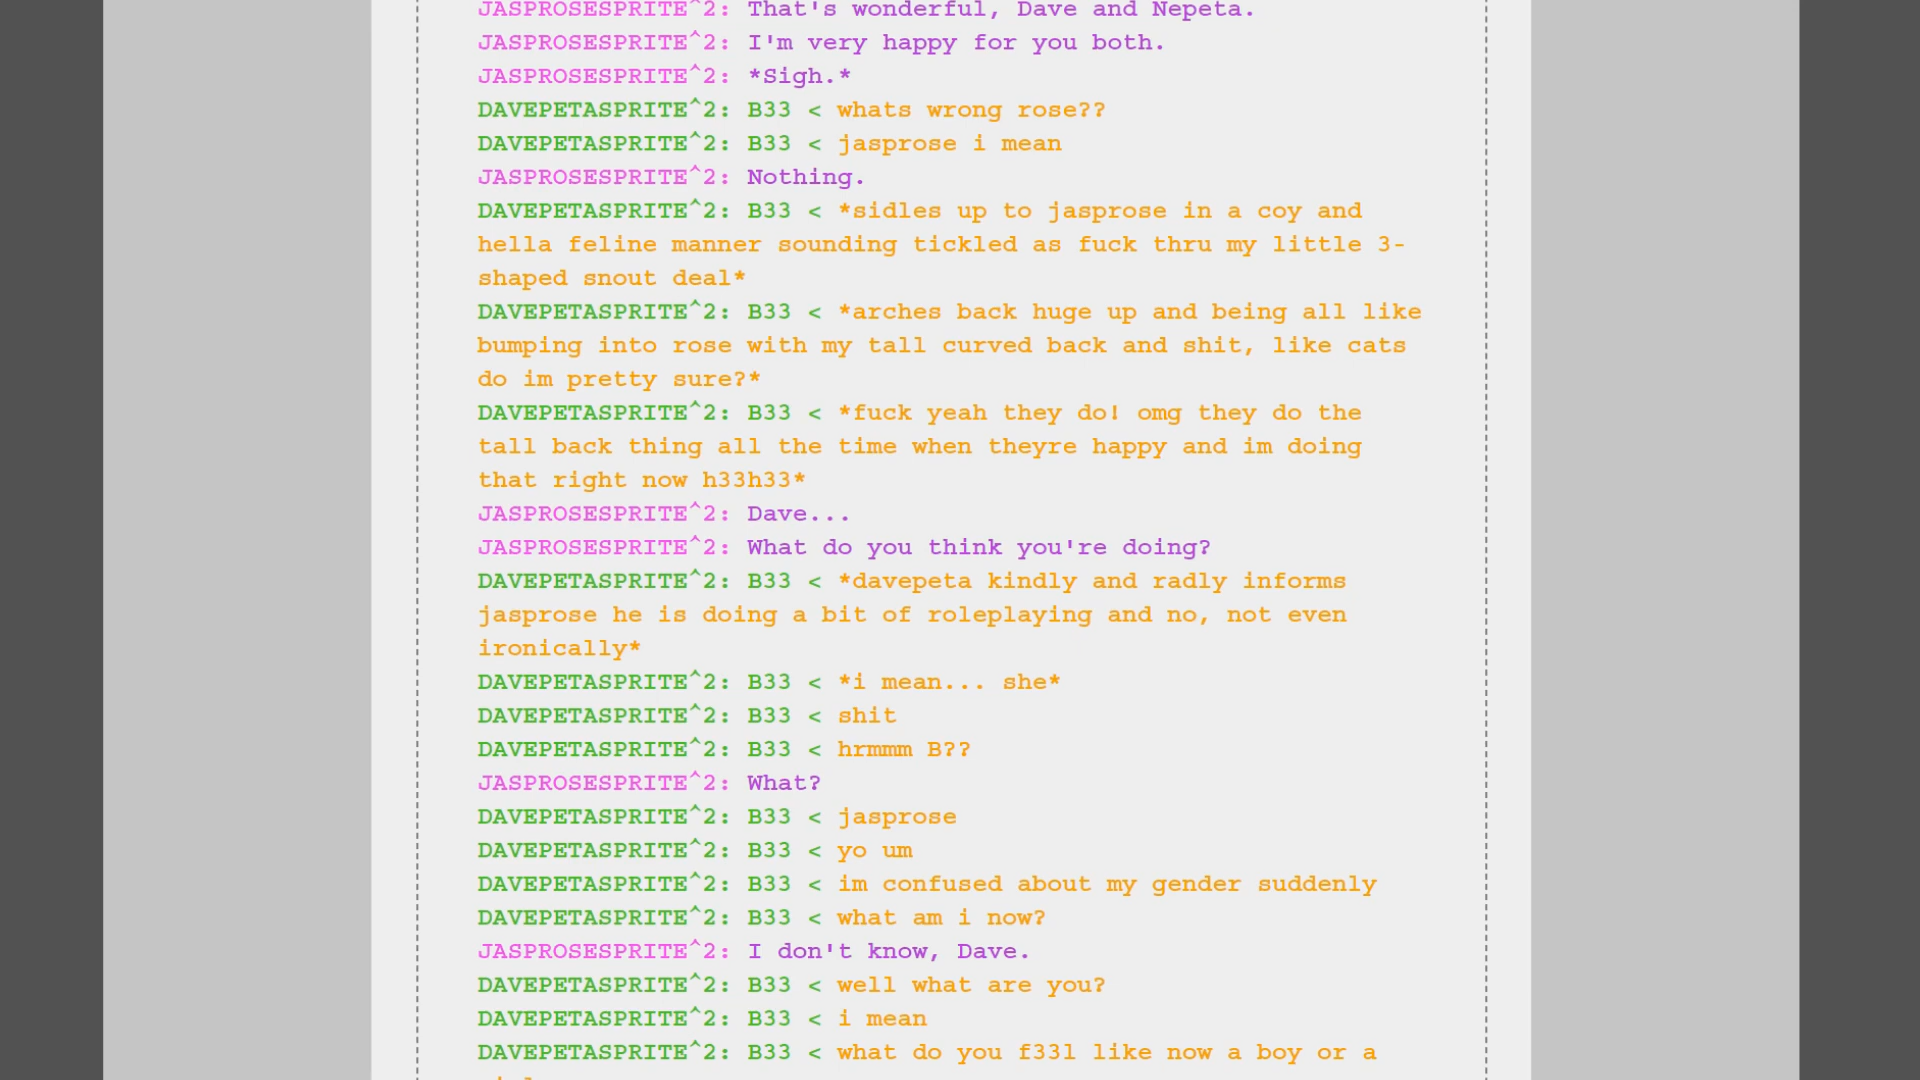 JASPROSESPRITE^2: That's wonderful, Dave and Nepeta.
JASPROSESPRITE^2: I'm very happy for you both.
JASPROSESPRITE^2: *Sigh.*
DAVEPETASPRITE^2: B33 < whats wrong rose??
DAVEPETASPRITE^2: B33 < jasprose i mean
JASPROSESPRITE^2: Nothing.
DAVEPETASPRITE^2: B33 < *sidles up to jasprose in a coy and
hella feline manner sounding tickled as fuck thru my little 3-
shaped snout deal*
DAVEPETASPRITE^2: B33 < *arches back huge up and being all like
bumping into rose with my tall curved back and shit, like cats
do im pretty sure?*
DAVEPETASPRITE^2: B33 < *fuck yeah they do! omg they do the
tall back thing all the time when theyre happy and im doing
that right now h33h33*
JASPROSESPRITE^2: Dave...
JASPROSESPRITE^2: What do you think you're doing?
DAVEPETASPRITE^2: B33 < *davepeta kindly and radly informs
jasprose he is doing a bit of roleplaying and no, not even
ironically*
DAVEPETASPRITE^2: B33 < *i mean... she*
DAVEPETASPRITE^2: B33 < shit
DAVEPETASPRITE^2: B33 < hrmmm B??
JASPROSESPRITE^2: What?
DAVEPETASPRITE^2: B33 < jasprose
DAVEPETASPRITE^2: B33 < yo um
DAVEPETASPRITE^2: B33 < im confused about my gender suddenly
DAVEPETASPRITE^2: B33 < what am i now?
JASPROSESPRITE^2: I don't know, Dave.
DAVEPETASPRITE^2: B33 < well what are you?
DAVEPETASPRITE^2: B33 < i mean
DAVEPETASPRITE^2: B33 < what do you f33l like now a boy or a